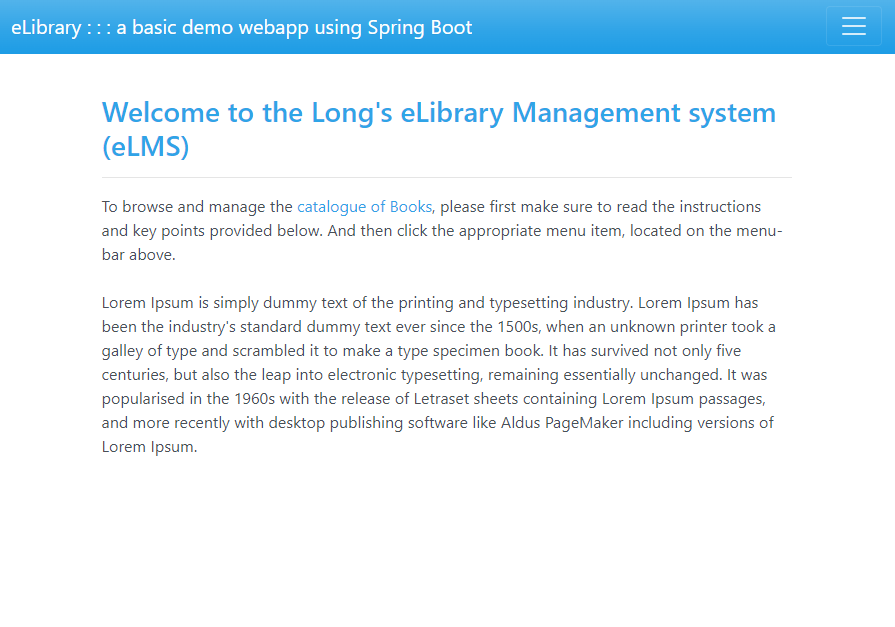 eLibrary : : : a basic demo webapp using Spring Boot
Welcome to the Long's eLibrary Management system
(eLMS)
To browse and manage the catalogue of Books, please first make sure to read the instructions
and key points provided below. And then click the appropriate menu item, located on the menu-
bar above.
Lorem Ipsum is simply dummy text of the printing and typesetting industry. Lorem Ipsum has
been the industry's standard dummy text ever since the 1500s, when an unknown printer took a
galley of type and scrambled it to make a type specimen book. It has survived not only five
centuries, but also the leap into electronic typesetting, remaining essentially unchanged. It was
popularised in the 1960s with the release of Letraset sheets containing Lorem Ipsum passages,
and more recently with desktop publishing software like Aldus PageMaker including versions of
Lorem Ipsum.